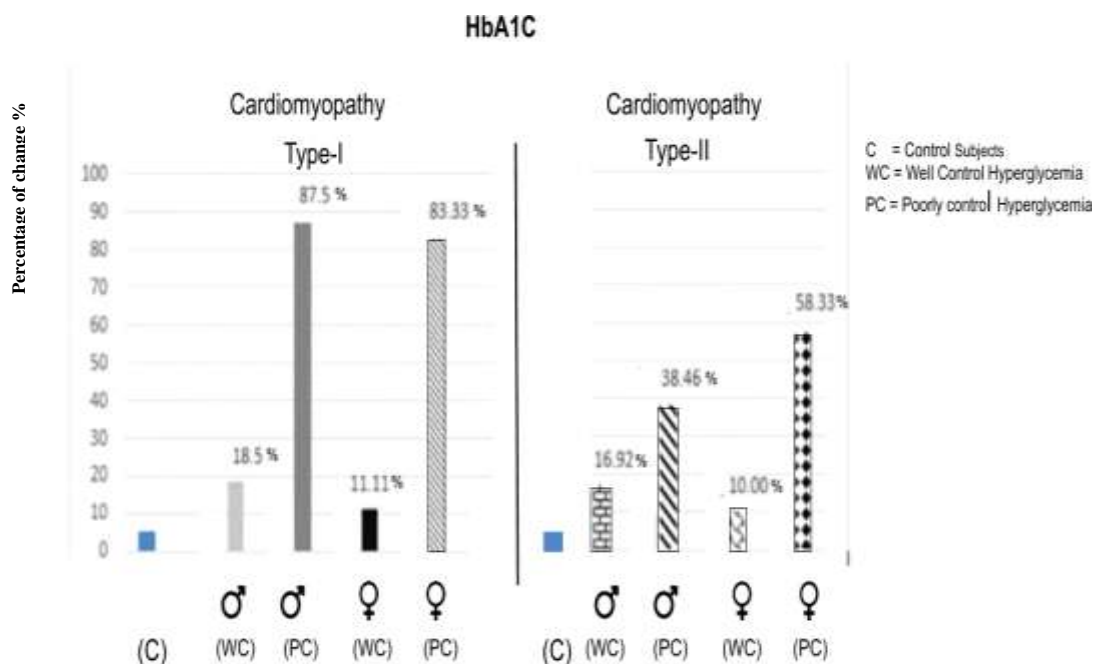 HbA1C
Percentage of change %
Cardiomyopathy
Type-I
Cardiomyopathy
Type-II
C = Control Subjects
WC = Well Control Hyperglycemia
PC = Poorly control Hyperglycemia
100
90
80
70
60
50
40
30
20
10
0
18.5 %
87.5 %
11.11%
83.33 %
16.92%
38.46 %
10.00 %
58.33%
♂ ♂ ♀ ♀ ♂ ♂ ♀ ♀
(C) (WC) (PC) (WC) (PC) (C) (WC) (PC) (WC) (PC)